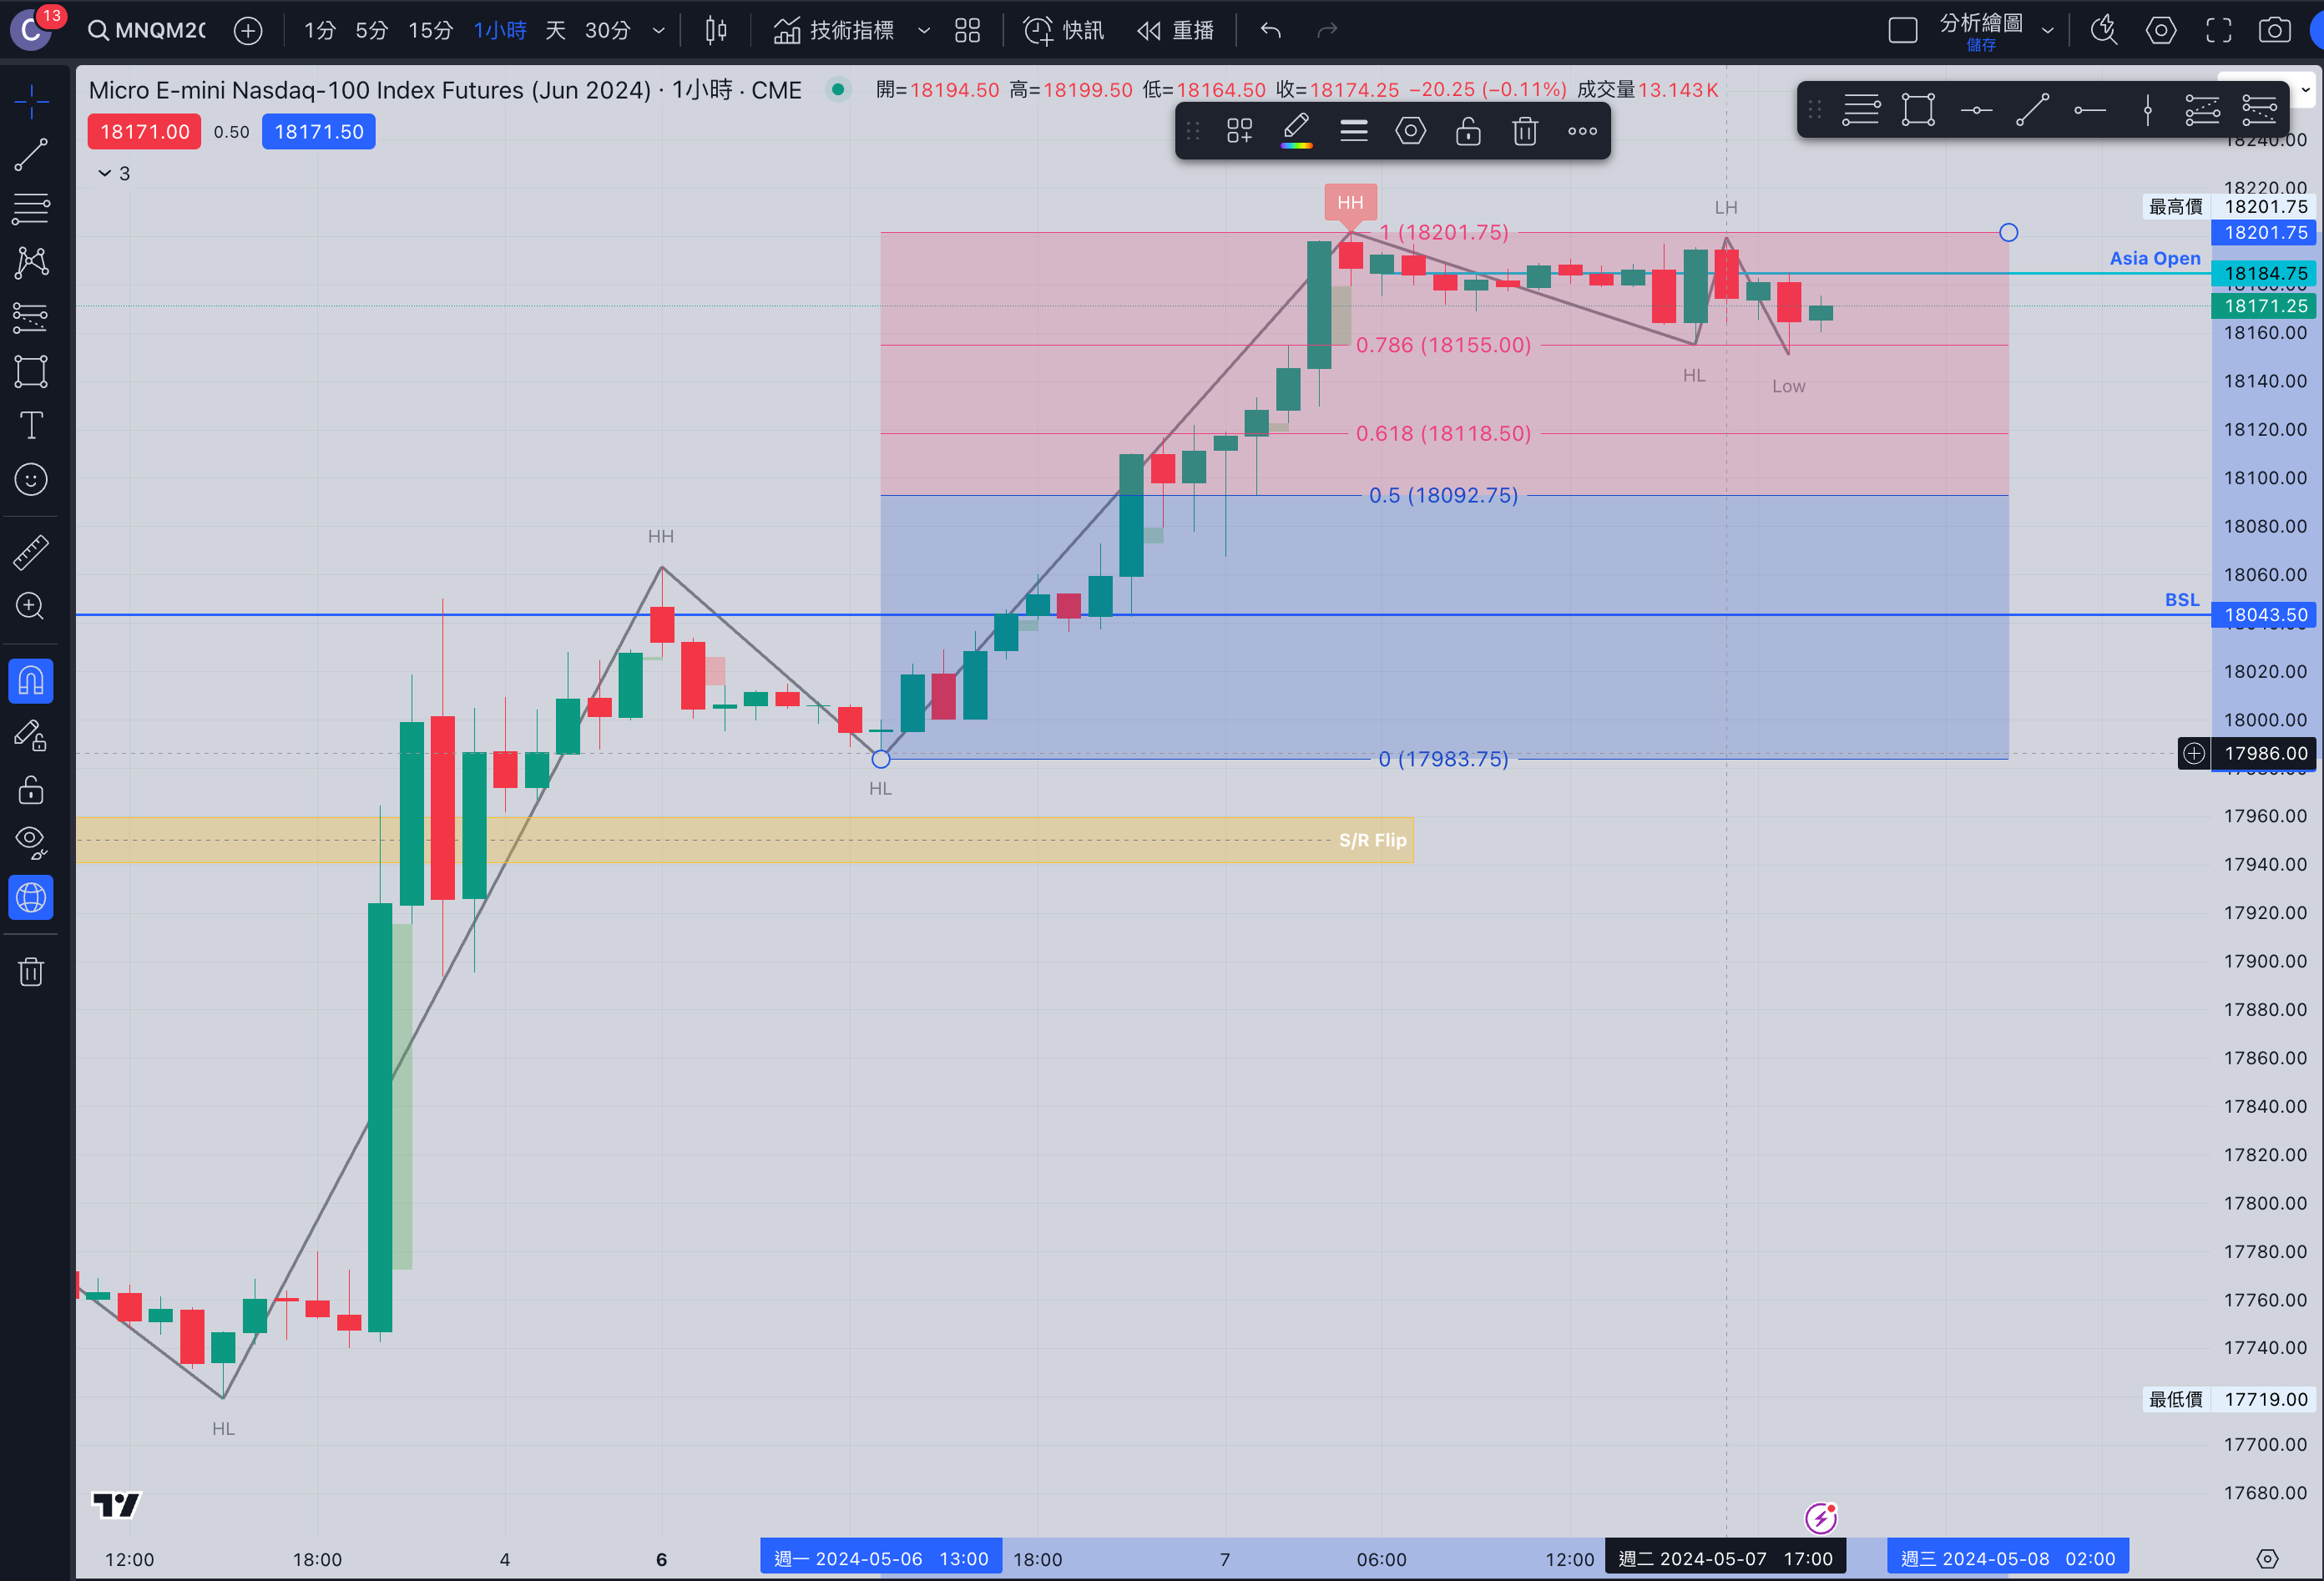 C 13 MNQM20 1分 5分 15分 1小時 天 30分 技術指標 快訊 重播 分析繪圖
儲存
Micro E-mini Nasdaq-100 Index Futures (Jun 2024) · 1小時 · CME 開=18194.50 高=18199.50 低=18164.50 收=18174.25 −20.25 (−0.11%) 成交量13.143K
18171.00 0.50 18171.50
3
18240.00
18220.00
HH
LH
最高價 18201.75
1 (18201.75)
18201.75
Asia Open
18184.75
18180.00
18171.25
18160.00
0.786 (18155.00)
HL
Low
18140.00
0.618 (18118.50)
18120.00
18100.00
0.5 (18092.75)
18080.00
HH
18060.00
BSL
18043.50
18020.00
18000.00
17986.00
0 (17983.75)
HL
S/R Flip
17960.00
17940.00
17920.00
17900.00
17880.00
17860.00
17840.00
17820.00
17800.00
17780.00
17760.00
17740.00
最低價 17719.00
HL
17700.00
17680.00
12:00 18:00 4 6 週一 2024-05-06 13:00 18:00 7 06:00 12:00 週二 2024-05-07 17:00 週三 2024-05-08 02:00